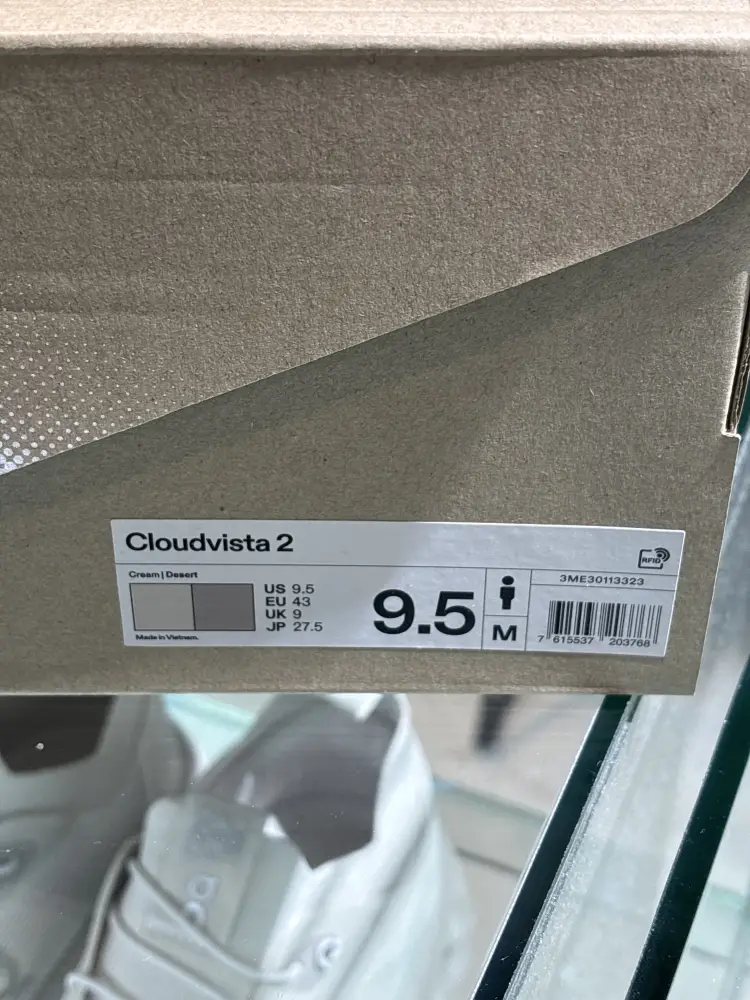 Cloudvista 2
RFID
Cream | Desert
US 9.5
EU 43
UK 9
JP 27.5
Made in Vietnam.
9.5
M
3ME30113323
7 615537 203768